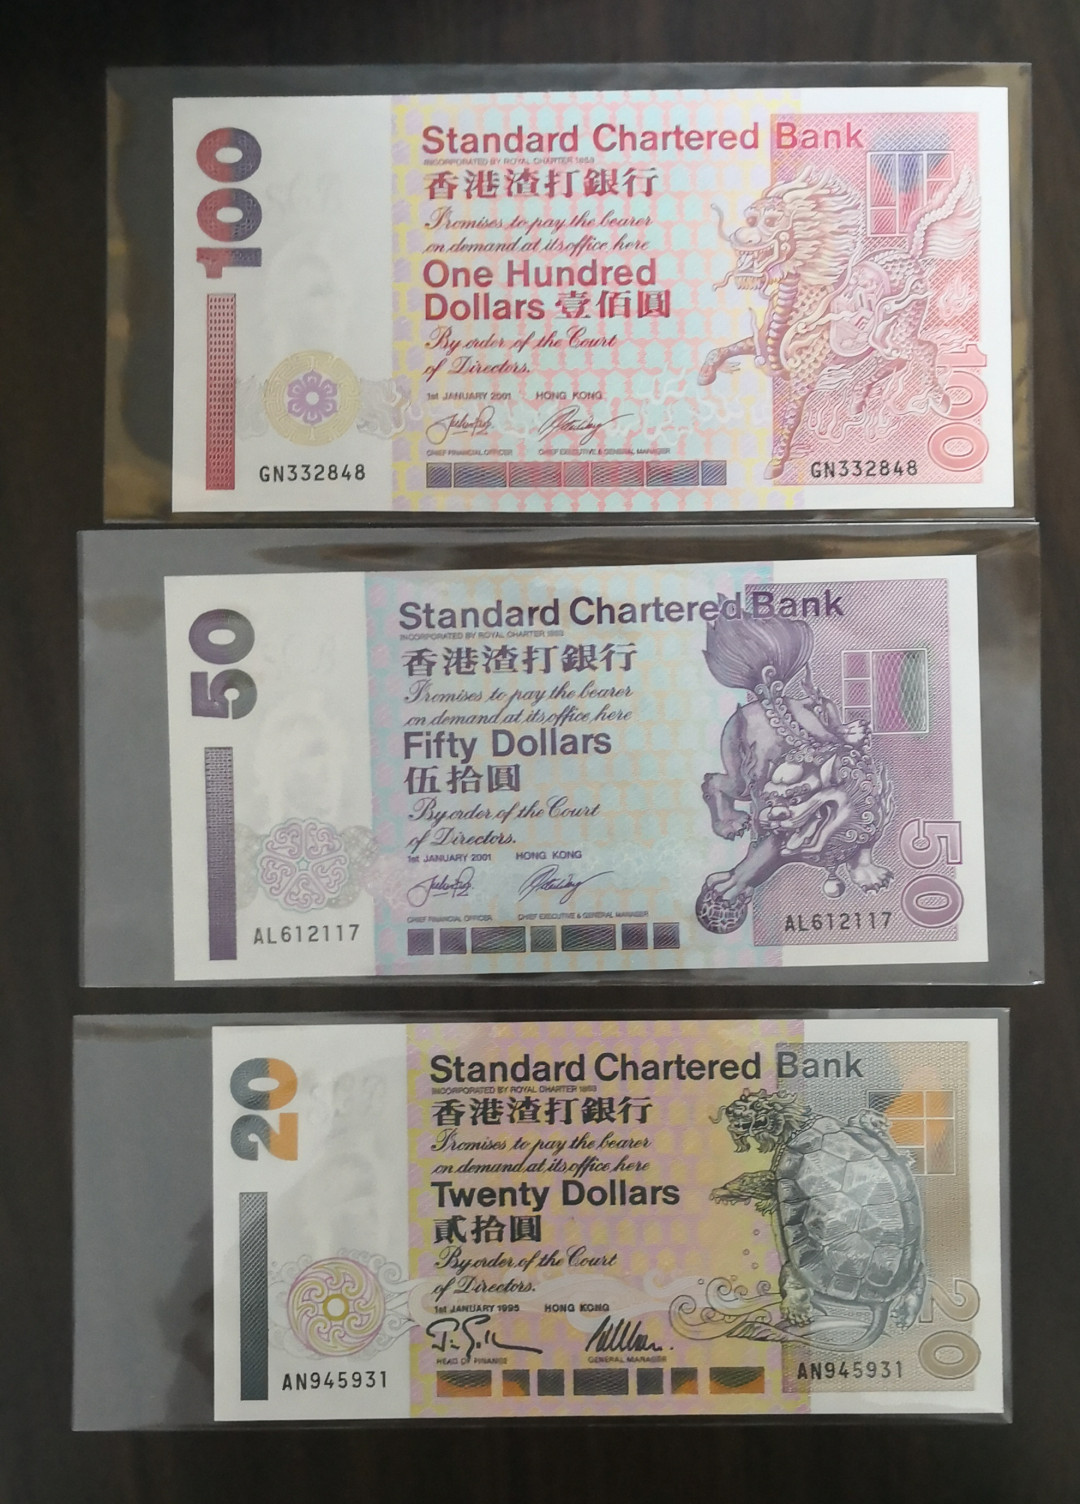 100
Standard Chartered Bank
INCORPORATED BY ROYAL CHARTER 1853
香港渣打銀行
Promises to pay the bearer
on demand at its office here
One Hundred
Dollars 壹佰圓
By order of the Court
of Directors.
1st JANUARY 2001 HONG KONG
CHIEF FINANCIAL OFFICER CHIEF EXECUTIVE & GENERAL MANAGER
GN332848
GN332848
100
50
Standard Chartered Bank
INCORPORATED BY ROYAL CHARTER 1853
香港渣打銀行
Promises to pay the bearer
on demand at its office here
Fifty Dollars
伍拾圓
By order of the Court
of Directors.
1st JANUARY 2001 HONG KONG
CHIEF FINANCIAL OFFICER CHIEF EXECUTIVE & GENERAL MANAGER
AL612117
AL612117
50
20
Standard Chartered Bank
INCORPORATED BY ROYAL CHARTER 1853
香港渣打銀行
Promises to pay the bearer
on demand at its office here
Twenty Dollars
貳拾圓
By order of the Court
of Directors.
1st JANUARY 1995 HONG KONG
HEAD OF FINANCE GENERAL MANAGER
AN945931
AN945931
20